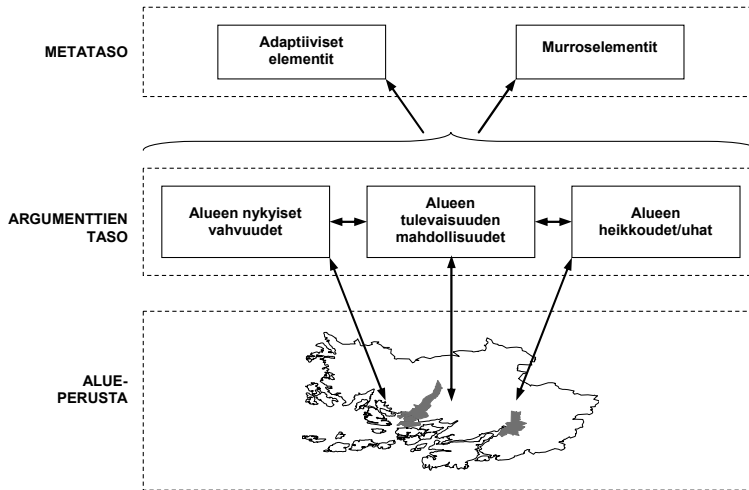 METATASO
Adaptiiviset
elementit
Murroselementit
ARGUMENTTIEN
TASO
Alueen nykyiset
vahvuudet
Alueen
tulevaisuuden
mahdollisuudet
Alueen
heikkoudet/uhat
ALUE-
PERUSTA